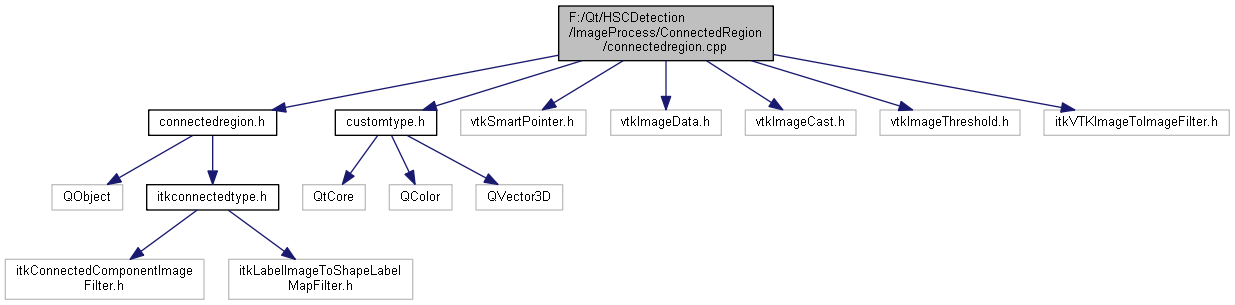 F:/Qt/HSCDetection
/ImageProcess/ConnectedRegion
/connectedregion.cpp
connectedregion.h
customtype.h
vtkSmartPointer.h
vtkImageData.h
vtkImageCast.h
vtkImageThreshold.h
itkVTKImageToImageFilter.h
QObject
itkconnectedtype.h
QtCore
QColor
QVector3D
itkConnectedComponentImage
Filter.h
itkLabelImageToShapeLabel
MapFilter.h